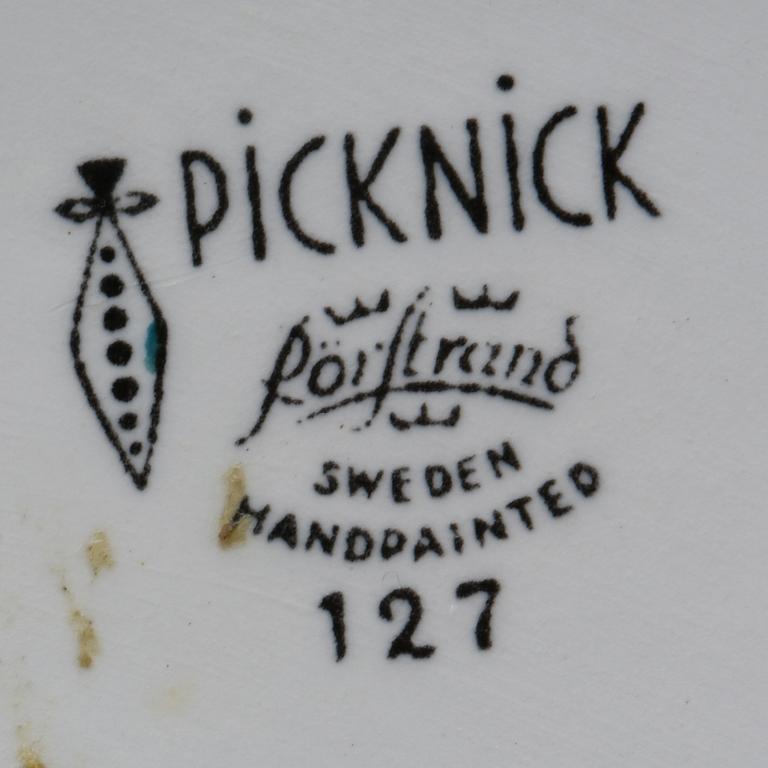 PiCKNiCK
Rörstrand
SWEDEN
HANDPAINTED
127